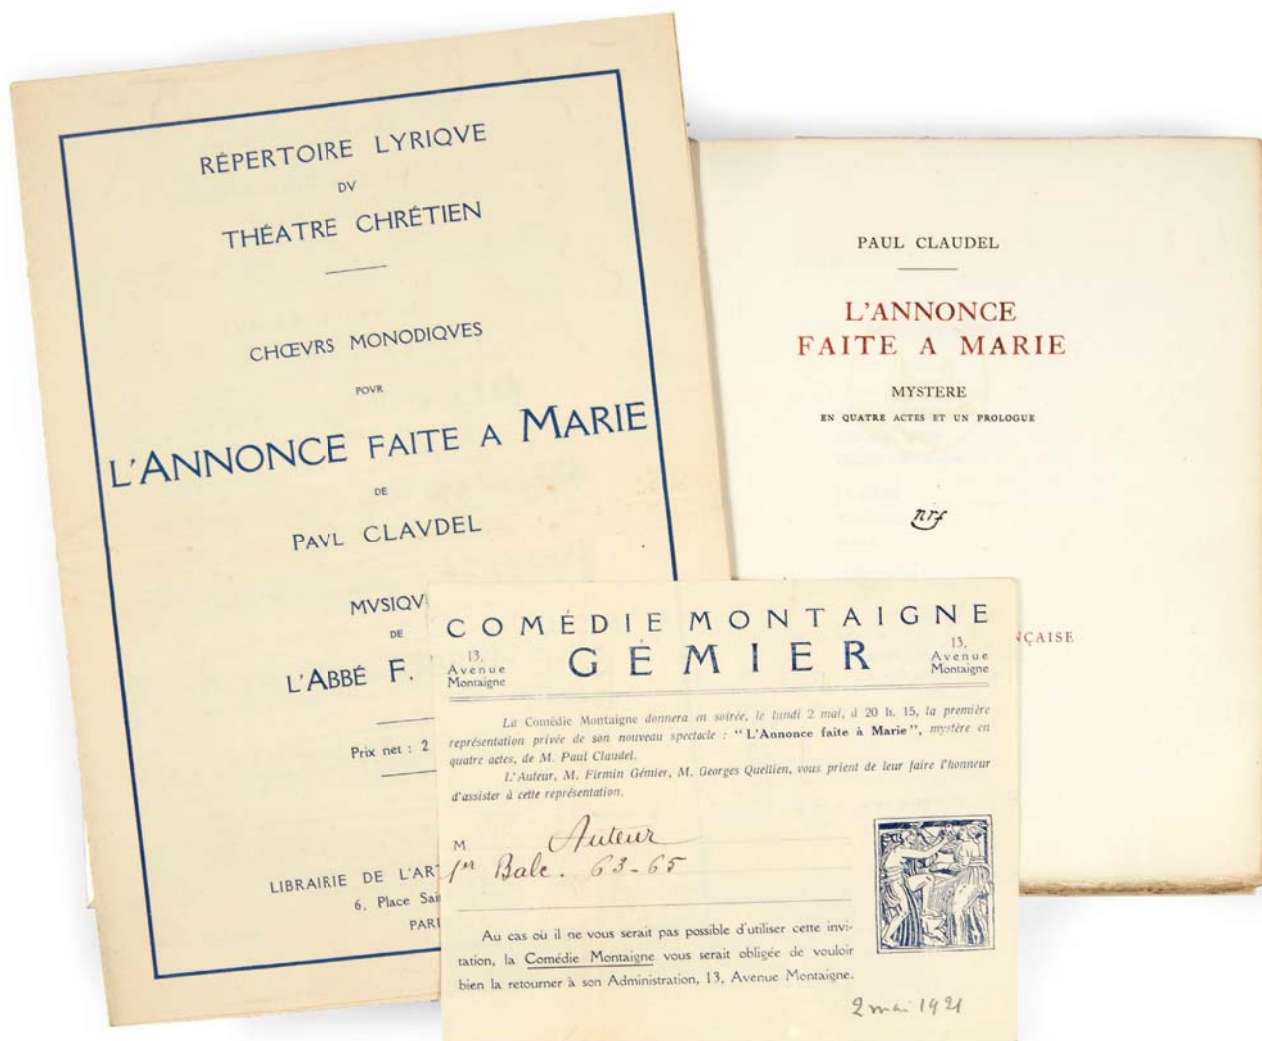 RÉPERTOIRE LYRIQVE
DV
THÉATRE CHRÉTIEN
CHŒVRS MONODIQVES
POVR
L'ANNONCE FAITE A MARIE
DE
PAVL CLAVDEL
MVSIQV
DE
L'ABBÉ F.
Prix net : 2
LIBRAIRIE DE L'ART
6, Place Sai
PARI
PAUL CLAUDEL
L'ANNONCE
FAITE A MARIE
MYSTERE
EN QUATRE ACTES ET UN PROLOGUE
nrf
NÇAISE
COMÉDIE MONTAIGNE
GÉMIER
13,
Avenue
Montaigne
13,
Avenue
Montaigne
La Comédie Montaigne donnera en soirée, le lundi 2 mai, à 20 h. 15, la première
représentation privée de son nouveau spectacle : "L'Annonce faite à Marie", mystère en
quatre actes, de M. Paul Claudel.
L'Auteur, M. Firmin Gémier, M. Georges Quellien, vous prient de leur faire l'honneur
d'assister à cette représentation.
M Auteur
1er Balc. 63-65
Au cas où il ne vous serait pas possible d'utiliser cette invi-
tation, la Comédie Montaigne vous serait obligée de vouloir
bien la retourner à son Administration, 13, Avenue Montaigne.
2 mai 1921